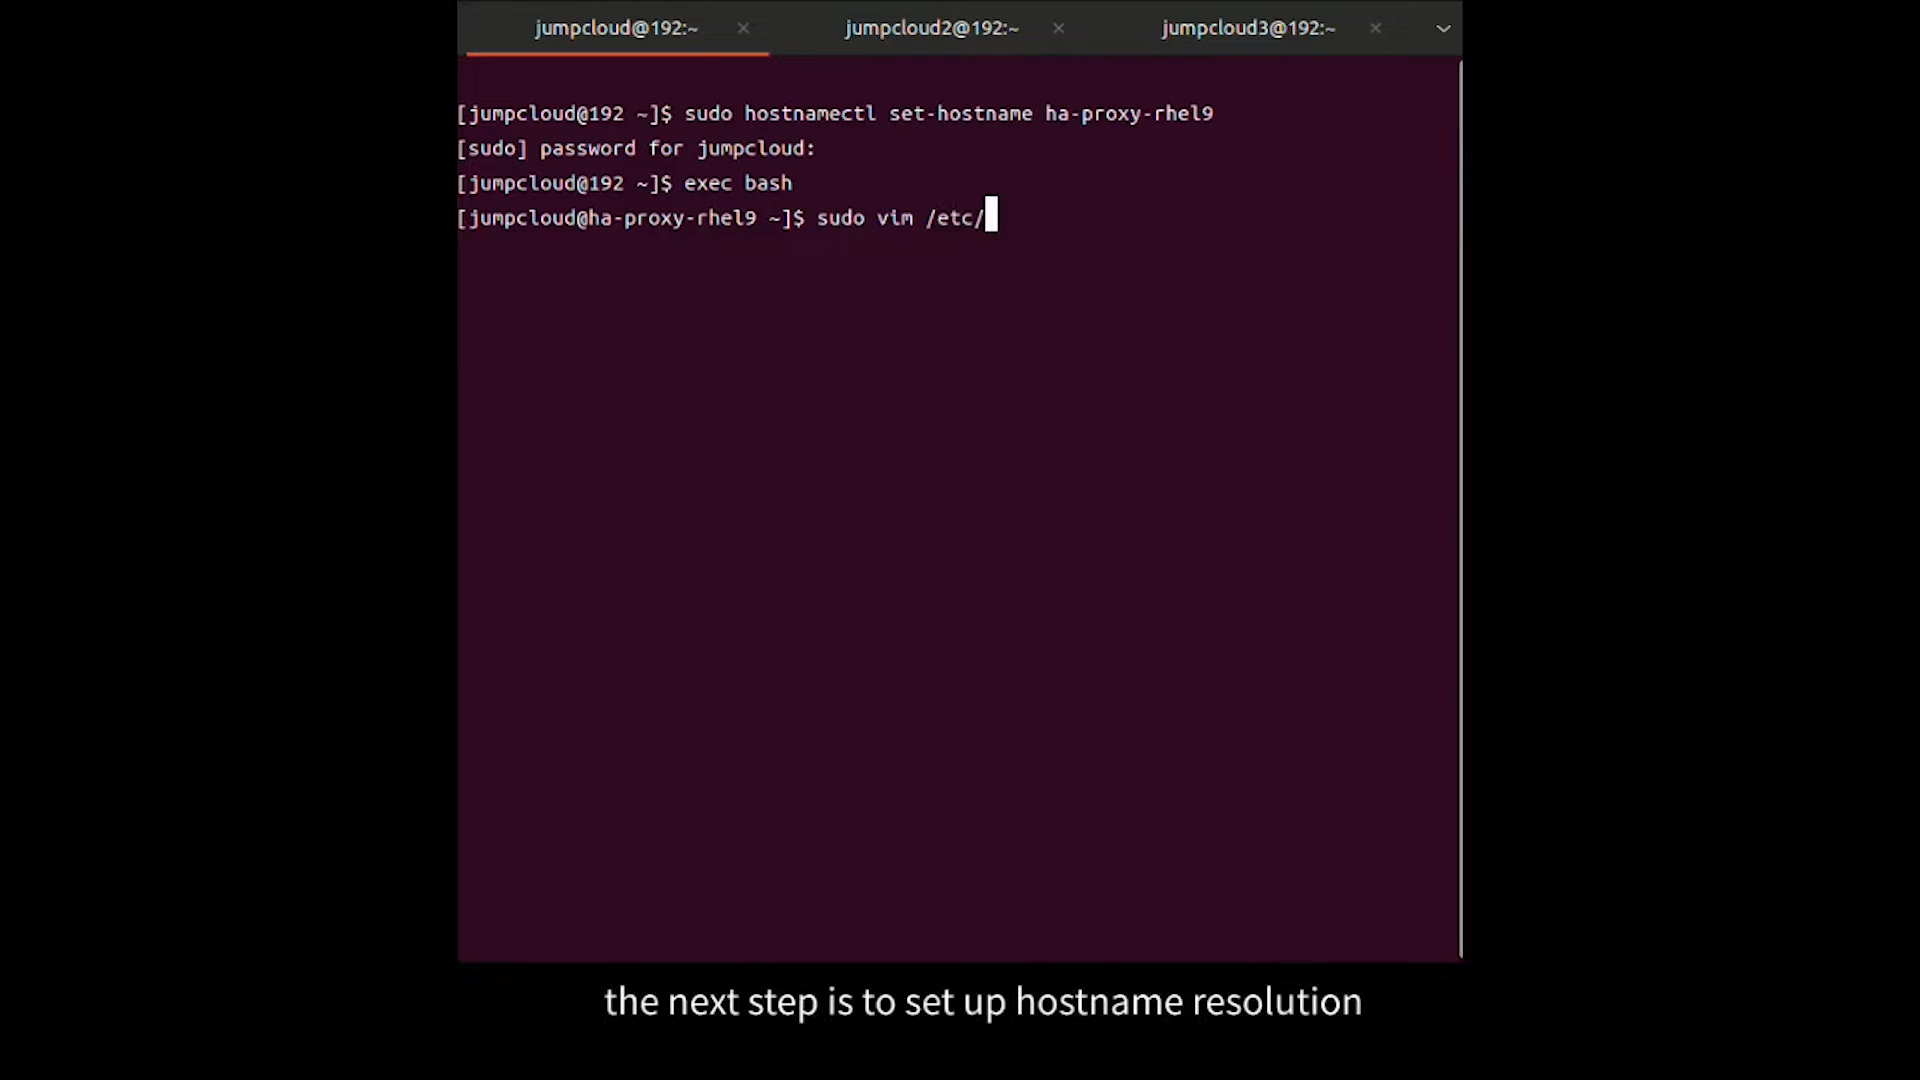 jumpcloud@192:~ × jumpcloud2@192:~ × jumpcloud3@192:~ ×
[jumpcloud@192 ~]$ sudo hostnamectl set-hostname ha-proxy-rhel9
[sudo] password for jumpcloud:
[jumpcloud@192 ~]$ exec bash
[jumpcloud@ha-proxy-rhel9 ~]$ sudo vim /etc/
the next step is to set up hostname resolution